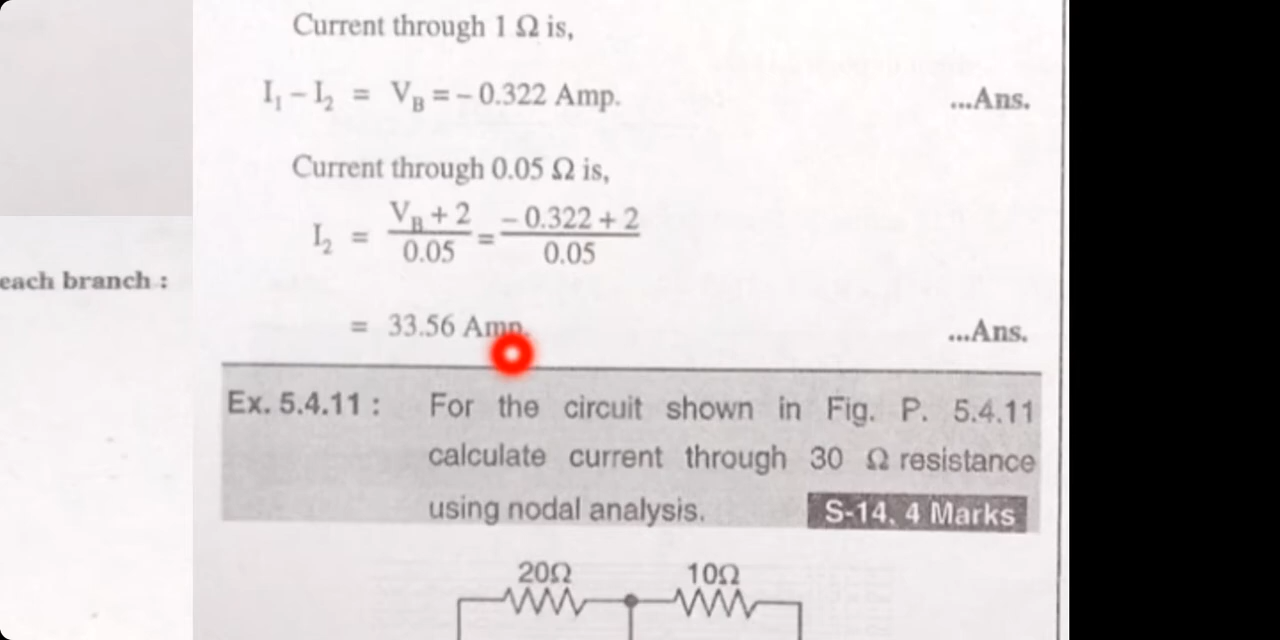 Current through 1 Ω is,
I₁ – I₂ = V_B = – 0.322 Amp. ...Ans.
Current through 0.05 Ω is,
I₂ = V_B + 2 / 0.05 = – 0.322 + 2 / 0.05
each branch :
= 33.56 Amp. ...Ans.
Ex. 5.4.11 : For the circuit shown in Fig. P. 5.4.11
calculate current through 30 Ω resistance
using nodal analysis. S-14, 4 Marks
20Ω 10Ω